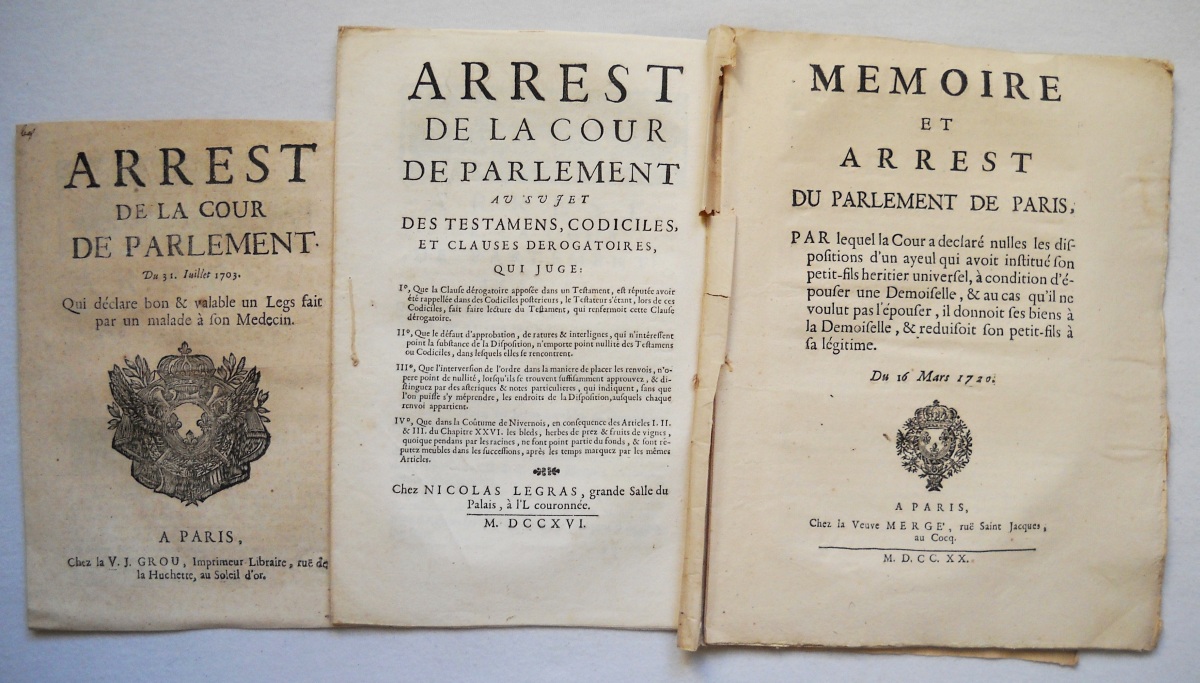 ARREST
DE LA COUR
DE PARLEMENT.
Du 31. Iuillet 1703.
Qui déclare bon & valable un Legs fait
par un malade à son Medecin.
A PARIS,
Chez la V. J. GROU, Imprimeur-Libraire, ruë de
la Huchette, au Soleil d'or.
ARREST
DE LA COUR
DE PARLEMENT
AU SUJET
DES TESTAMENS, CODICILES,
ET CLAUSES DEROGATOIRES,
QUI JUGE:
I°, Que la Clause dérogatoire apposée dans un Testament, est réputée avoir
été rappellée dans des Codiciles posterieurs, le Testateur s'étant, lors de ces
Codiciles, fait faire lecture du Testament, qui renfermoit cette Clause
dérogatoire.
II°, Que le défaut d'approbation, de ratures & interlignes, qui n'intéressent
point la substance de la Disposition, n'emporte point nullité des Testamens
ou Codiciles, dans lesquels elles se rencontrent.
III°, Que l'interversion de l'ordre dans la maniere de placer les renvois, n'o-
pere point de nullité, lorsqu'ils se trouvent suffisamment approuvez, & di-
stinguez par des asteriques & notes particulieres, qui indiquent, sans que
l'on puisse s'y méprendre, les endroits de la Disposition, ausquels chaque
renvoi appartient.
IV°, Que dans la Coûtume de Nivernois, en consequence des Articles I. II.
& III. du Chapitre XXVI. les bleds, herbes de prez & fruits de vignes,
quoique pendans par les racines, ne font point partie du fonds, & sont ré-
putez meubles dans les successions, après les temps marquez par les mêmes
Articles.
Chez NICOLAS LEGRAS, grande Salle du
Palais, à l'L couronnée.
M. DCCXVI.
MEMOIRE
ET
ARREST
DU PARLEMENT DE PARIS,
PAR lequel la Cour a declaré nulles les dis-
positions d'un ayeul qui avoit institué son
petit-fils heritier universel, à condition d'é-
pouser une Demoiselle, & au cas qu'il ne
voulut pas l'épouser, il donnoit ses biens à
la Demoiselle, & reduisoit son petit-fils à
sa légitime.
Du 16 Mars 1720.
A PARIS,
Chez la Veuve MERGE', ruë Saint Jacques,
au Cocq.
M. D. CC. XX.